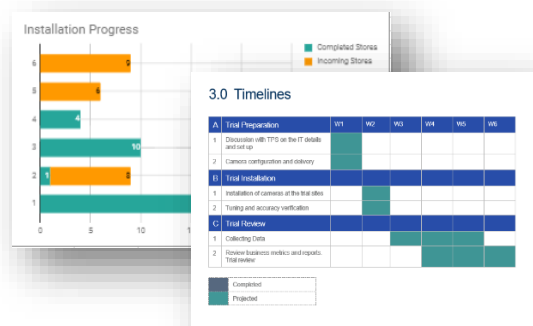 Installation Progress
Completed Stores
Incoming Stores
6
9
5
6
4
4
3
10
2
1
8
1
0
5
10
1
3.0 Timelines
A Trial Preparation W1 W2 W3 W4 W5 W6
1 Discussion with TPS on the IT details
and set up
2 Camera configuration and delivery
B Trial Installation
1 Installation of cameras at the trial sites
2 Tuning and accuracy verification
C Trial Review
1 Collecting Data
2 Review business metrics and reports
Trial review
Completed
Projected